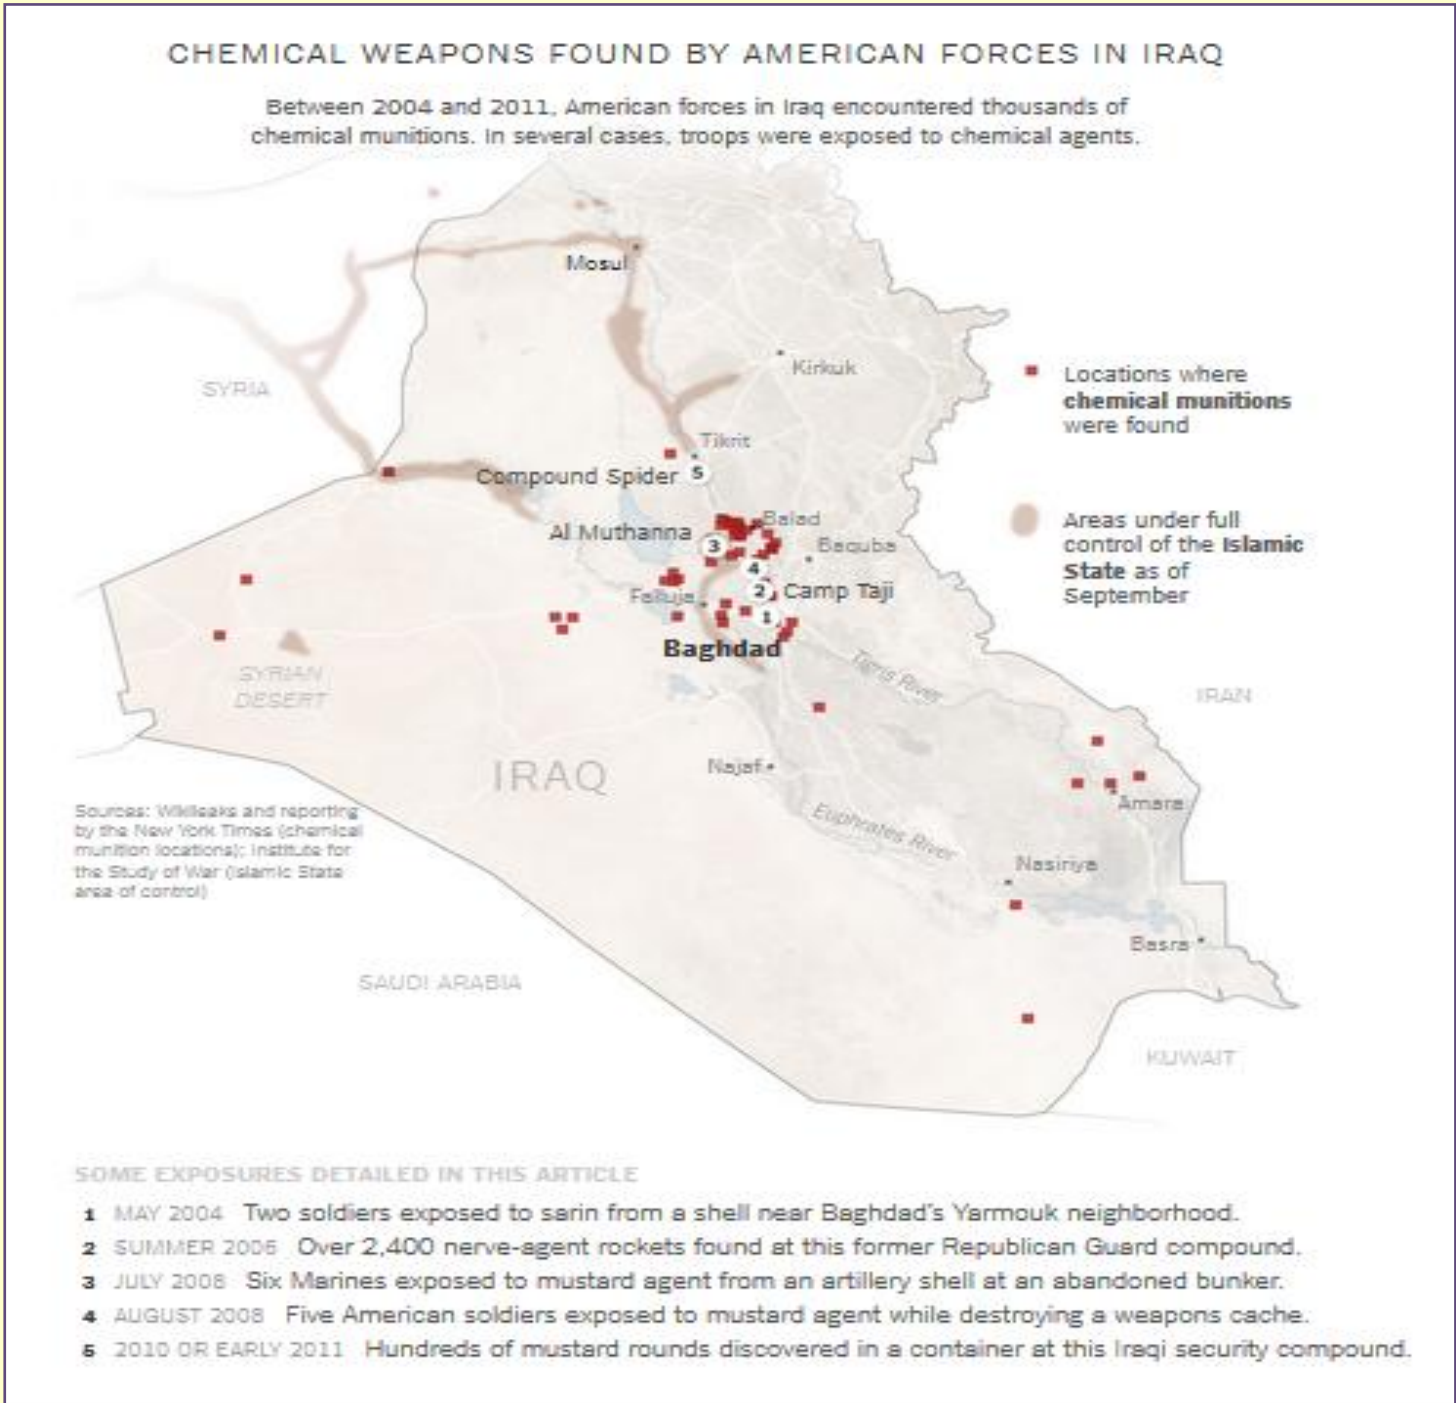 CHEMICAL WEAPONS FOUND BY AMERICAN FORCES IN IRAQ
Between 2004 and 2011, American forces in Iraq encountered thousands of
chemical munitions. In several cases, troops were exposed to chemical agents.
Mosul
Kirkuk
SYRIA
Locations where
chemical munitions
were found
Tikrit
Compound Spider
5
Al Muthanna
Balad
3
Baquba
4
Areas under full
control of the Islamic
State as of
September
Falluja
2
Camp Taji
1
Baghdad
SYRIAN
DESERT
Tigris River
IRAN
IRAQ
Najaf
Amara
Euphrates River
Sources: Wikileaks and reporting
by the New York Times (chemical
munition locations); Institute for
the Study of War (Islamic State
area of control)
Nasiriya
Basra
SAUDI ARABIA
KUWAIT
SOME EXPOSURES DETAILED IN THIS ARTICLE
1 MAY 2004 Two soldiers exposed to sarin from a shell near Baghdad's Yarmouk neighborhood.
2 SUMMER 2006 Over 2,400 nerve-agent rockets found at this former Republican Guard compound.
3 JULY 2008 Six Marines exposed to mustard agent from an artillery shell at an abandoned bunker.
4 AUGUST 2008 Five American soldiers exposed to mustard agent while destroying a weapons cache.
5 2010 OR EARLY 2011 Hundreds of mustard rounds discovered in a container at this Iraqi security compound.